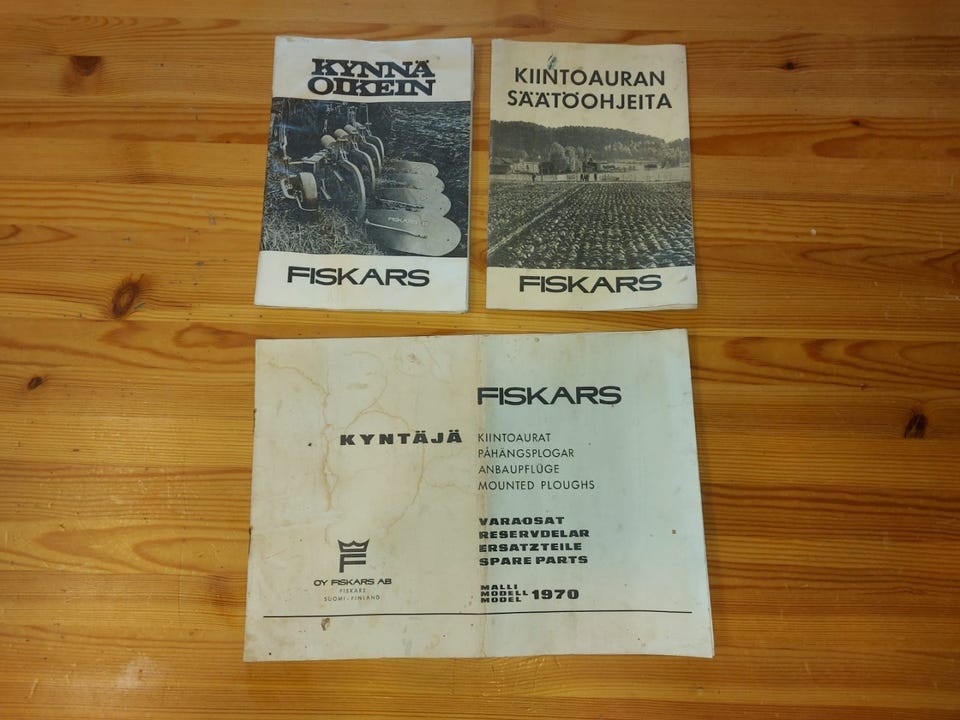 KYNNÄ
OIKEIN
FISKARS
FISKARS
KIINTOAURAN
SÄÄTÖOHJEITA
FISKARS
FISKARS
KYNTÄJÄ
KIINTOAURAT
PÅHÄNGSPLOGAR
ANBAUPFLÜGE
MOUNTED PLOUGHS
VARAOSAT
RESERVDELAR
ERSATZTEILE
SPARE PARTS
MALLI
MODELL
MODEL 1970
F
OY FISKARS AB
FISKARS
SUOMI-FINLAND